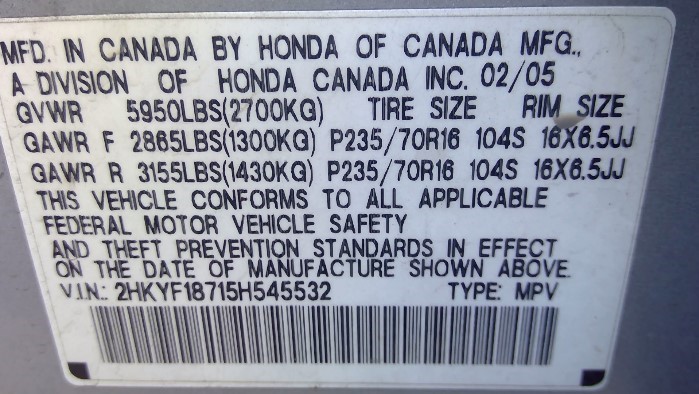 MFD. IN CANADA BY HONDA OF CANADA MFG.,
A DIVISION OF HONDA CANADA INC. 02/05
GVWR 5950LBS(2700KG) TIRE SIZE RIM SIZE
GAWR F 2865LBS(1300KG) P235/70R16 104S 16X6.5JJ
GAWR R 3155LBS(1430KG) P235/70R16 104S 16X6.5JJ
THIS VEHICLE CONFORMS TO ALL APPLICABLE
FEDERAL MOTOR VEHICLE SAFETY
AND THEFT PREVENTION STANDARDS IN EFFECT
ON THE DATE OF MANUFACTURE SHOWN ABOVE.
V.I.N.: 2HKYF18715H545532 TYPE: MPV